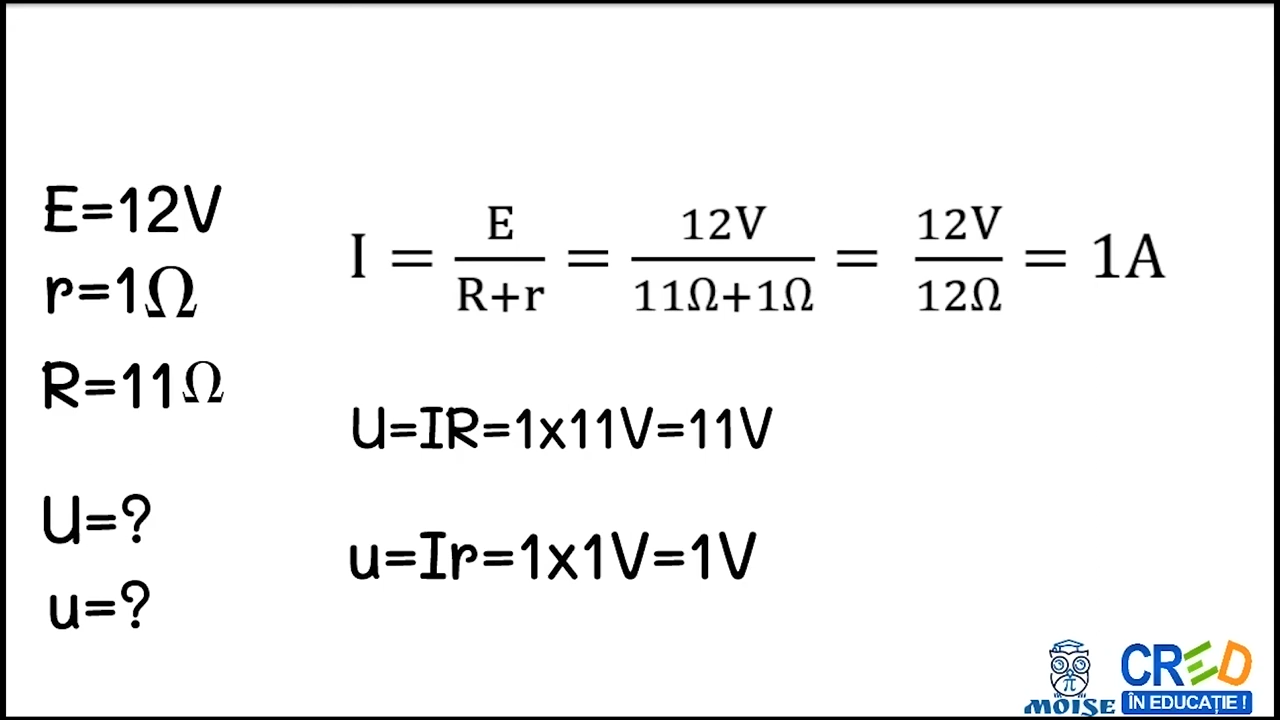 E=12V
r=1Ω
R=11Ω
U=?
u=?
I = E/R+r = 12V/11Ω+1Ω = 12V/12Ω = 1A
U=IR=1x11V=11V
u=Ir=1x1V=1V
π
MOISE
CRED
ÎN EDUCAȚIE !